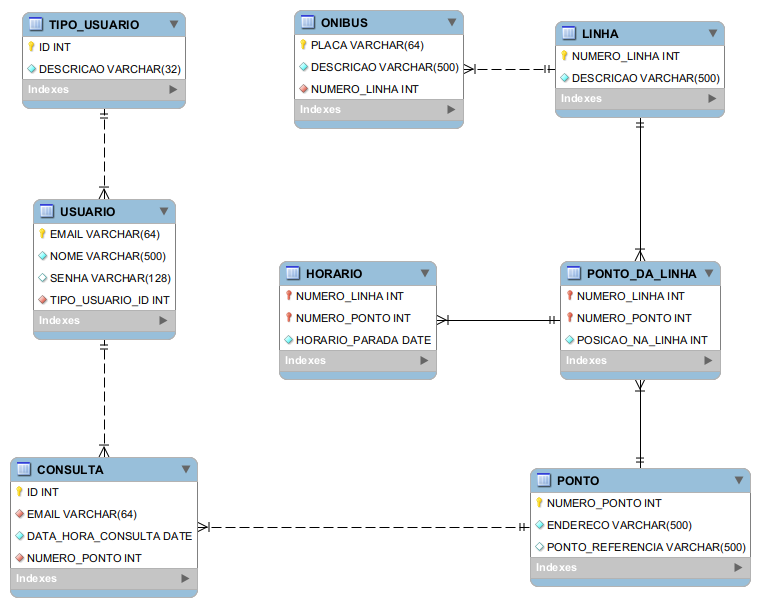 TIPO_USUARIO
ID INT
DESCRICAO VARCHAR(32)
Indexes
ONIBUS
PLACA VARCHAR(64)
DESCRICAO VARCHAR(500)
NUMERO_LINHA INT
Indexes
LINHA
NUMERO_LINHA INT
DESCRICAO VARCHAR(500)
Indexes
USUARIO
EMAIL VARCHAR(64)
NOME VARCHAR(500)
SENHA VARCHAR(128)
TIPO_USUARIO_ID INT
Indexes
HORARIO
NUMERO_LINHA INT
NUMERO_PONTO INT
HORARIO_PARADA DATE
Indexes
PONTO_DA_LINHA
NUMERO_LINHA INT
NUMERO_PONTO INT
POSICAO_NA_LINHA INT
Indexes
CONSULTA
ID INT
EMAIL VARCHAR(64)
DATA_HORA_CONSULTA DATE
NUMERO_PONTO INT
Indexes
PONTO
NUMERO_PONTO INT
ENDERECO VARCHAR(500)
PONTO_REFERENCIA VARCHAR(500)
Indexes